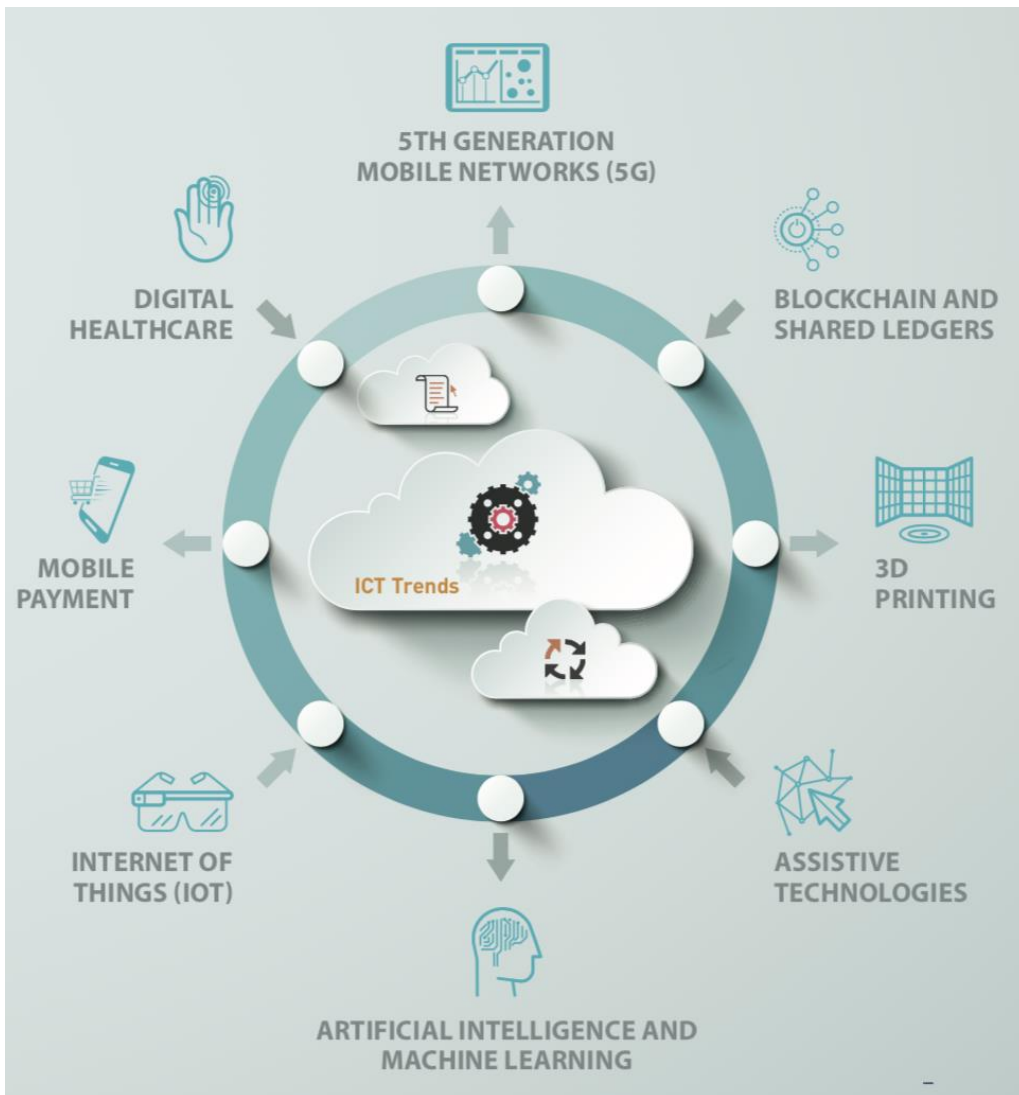 5TH GENERATION
MOBILE NETWORKS (5G)
DIGITAL
HEALTHCARE
BLOCKCHAIN AND
SHARED LEDGERS
MOBILE
PAYMENT
ICT Trends
3D
PRINTING
INTERNET OF
THINGS (IOT)
ASSISTIVE
TECHNOLOGIES
ARTIFICIAL INTELLIGENCE AND
MACHINE LEARNING